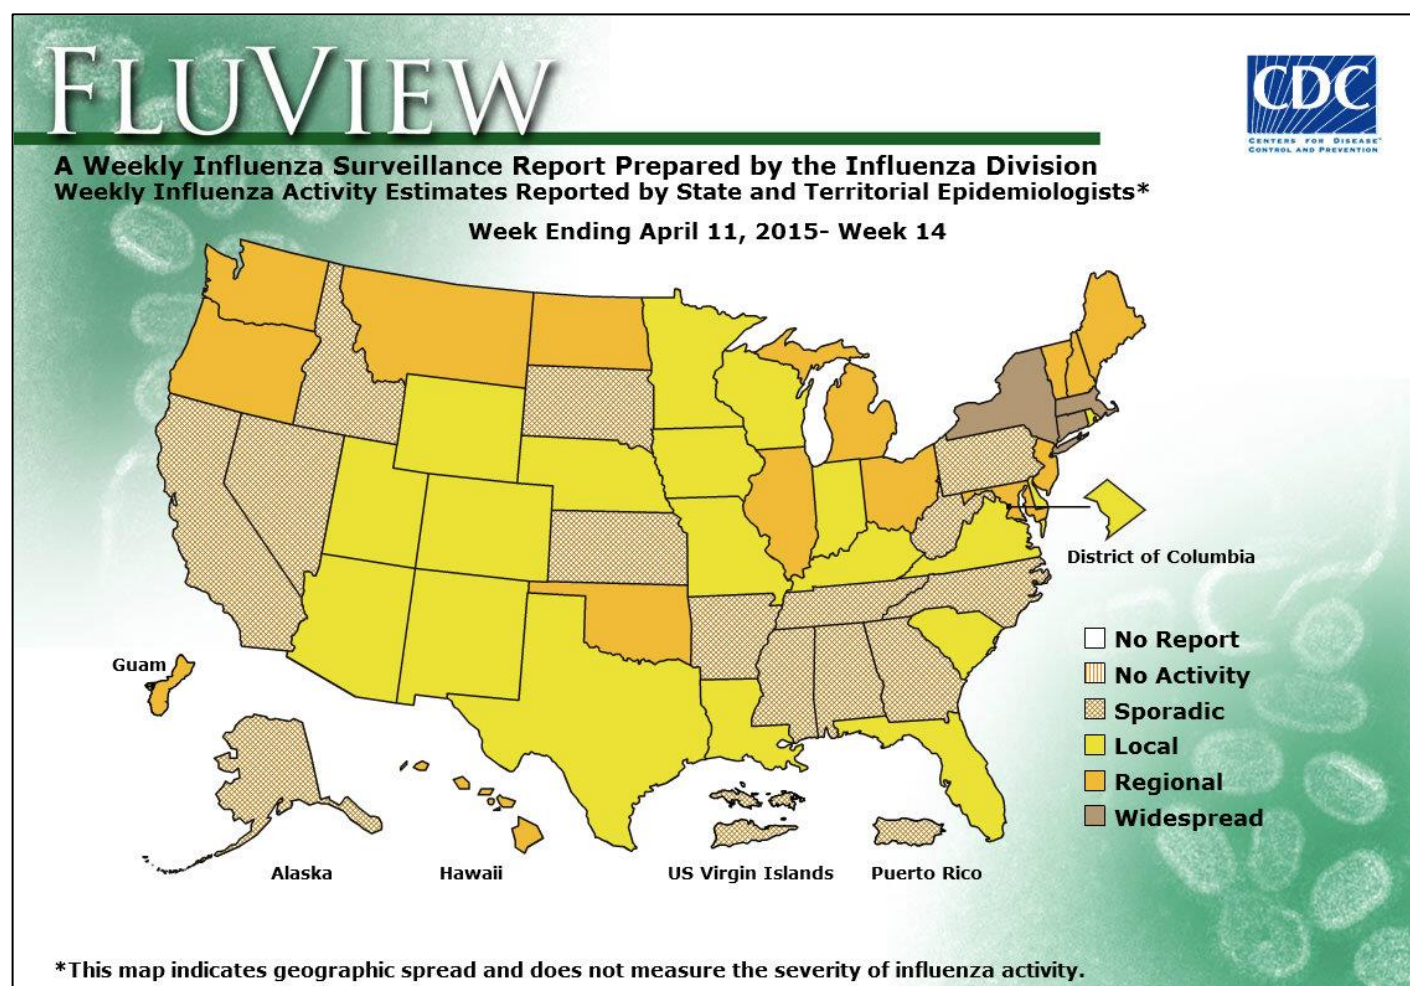 FLUVIEW
CDC
CENTERS FOR DISEASE
CONTROL AND PREVENTION
A Weekly Influenza Surveillance Report Prepared by the Influenza Division
Weekly Influenza Activity Estimates Reported by State and Territorial Epidemiologists*
Week Ending April 11, 2015- Week 14
District of Columbia
No Report
Guam
No Activity
Sporadic
Local
Regional
Widespread
Alaska
Hawaii
US Virgin Islands
Puerto Rico
*This map indicates geographic spread and does not measure the severity of influenza activity.